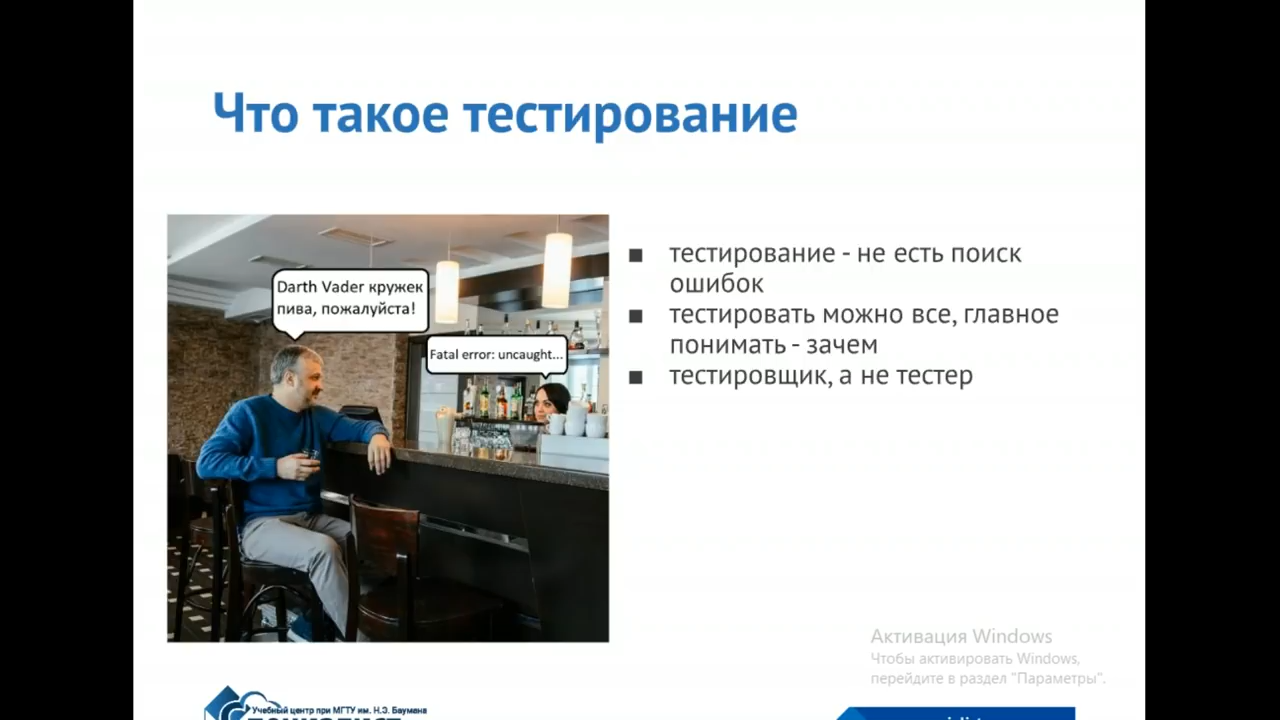 Что такое тестирование
Darth Vader кружек
пива, пожалуйста!
Fatal error: uncaught...
тестирование - не есть поиск
ошибок
тестировать можно все, главное
понимать - зачем
тестировщик, а не тестер
Активация Windows
Чтобы активировать Windows,
перейдите в раздел "Параметры".
Учебный центр при МГТУ им. Н.Э. Баумана